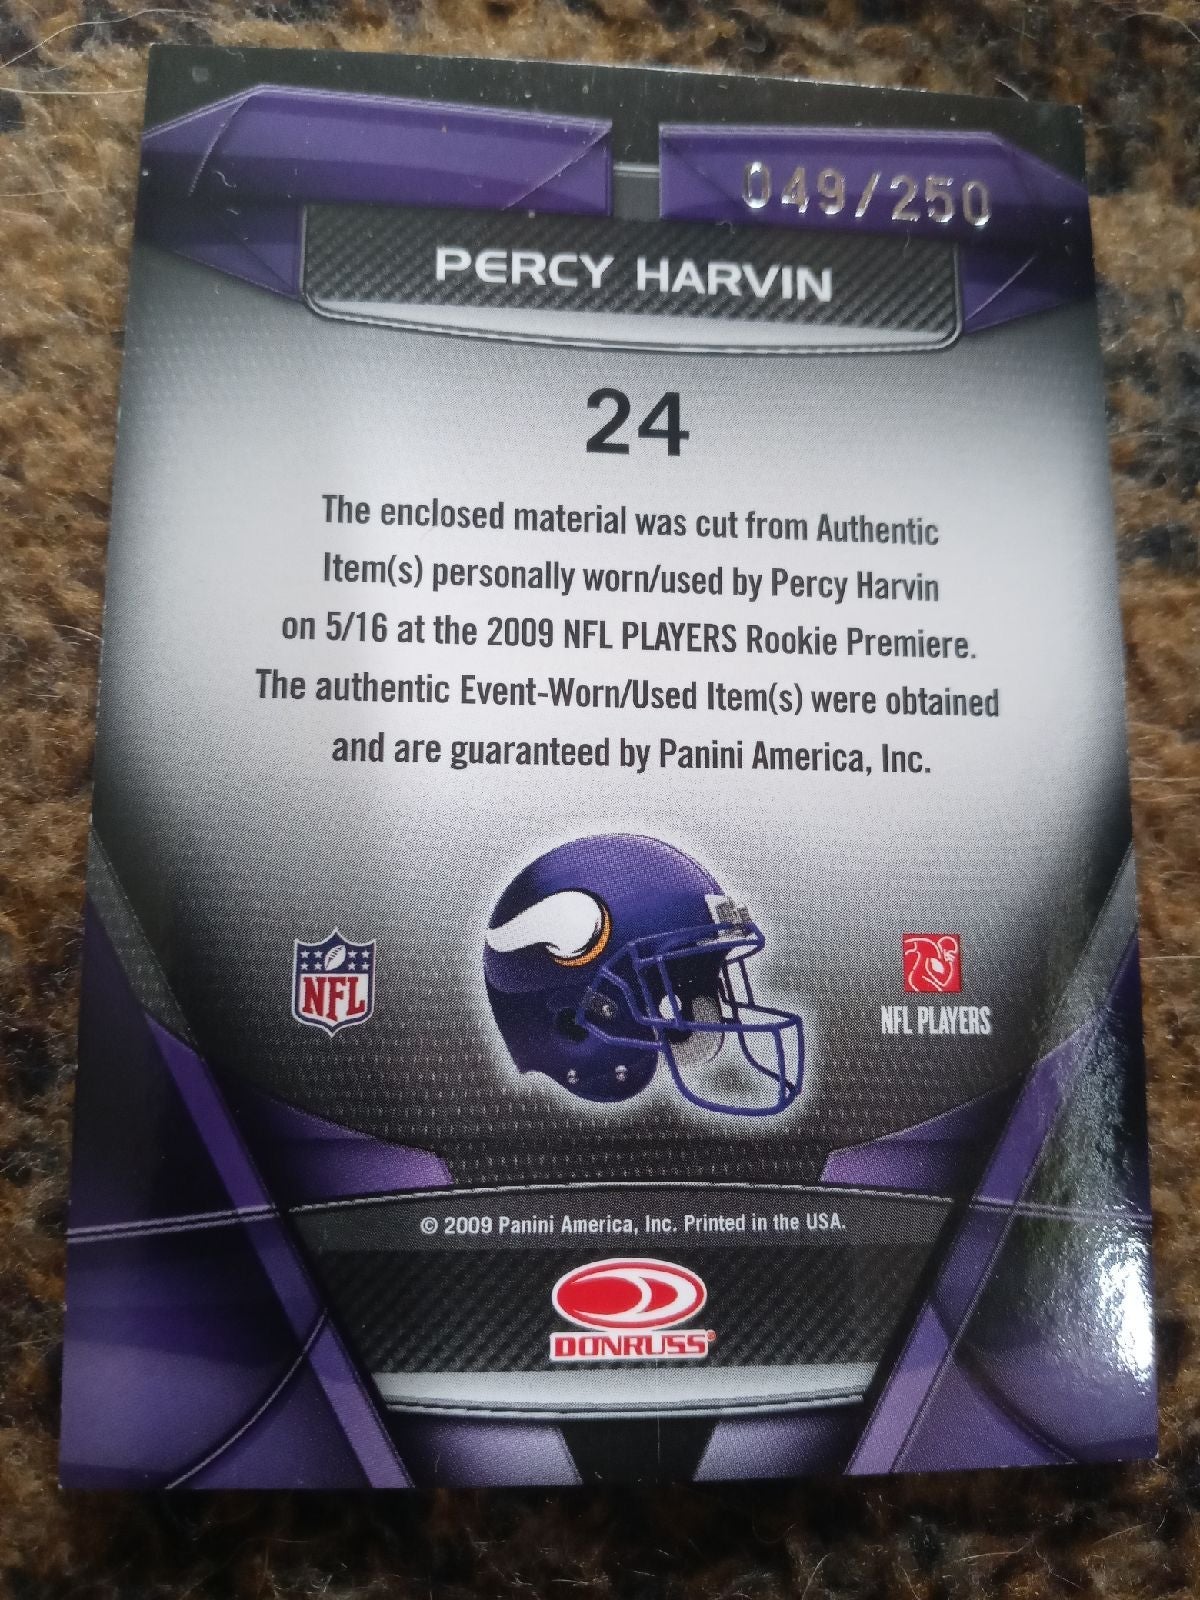 049/250
PERCY HARVIN
24
The enclosed material was cut from Authentic
Item(s) personally worn/used by Percy Harvin
on 5/16 at the 2009 NFL PLAYERS Rookie Premiere.
The authentic Event-Worn/Used Item(s) were obtained
and are guaranteed by Panini America, Inc.
NFL
NFL PLAYERS
© 2009 Panini America, Inc. Printed in the USA.
DONRUSS®